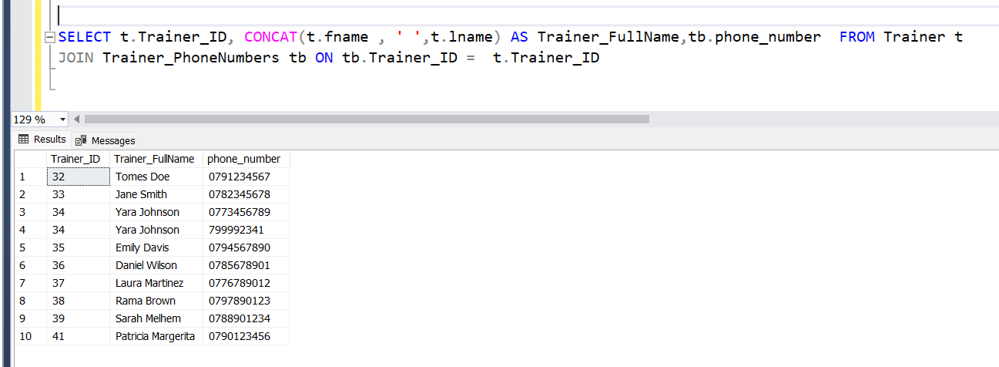 SELECT t.Trainer_ID, CONCAT(t.fname , ' ',t.lname) AS Trainer_FullName,tb.phone_number  FROM Trainer t
JOIN Trainer_PhoneNumbers tb ON tb.Trainer_ID =  t.Trainer_ID
129 %
Results Messages
Trainer_ID Trainer_FullName phone_number
1 32 Tomes Doe 0791234567
2 33 Jane Smith 0782345678
3 34 Yara Johnson 0773456789
4 34 Yara Johnson 799992341
5 35 Emily Davis 0794567890
6 36 Daniel Wilson 0785678901
7 37 Laura Martinez 0776789012
8 38 Rama Brown 0797890123
9 39 Sarah Melhem 0788901234
10 41 Patricia Margerita 0790123456